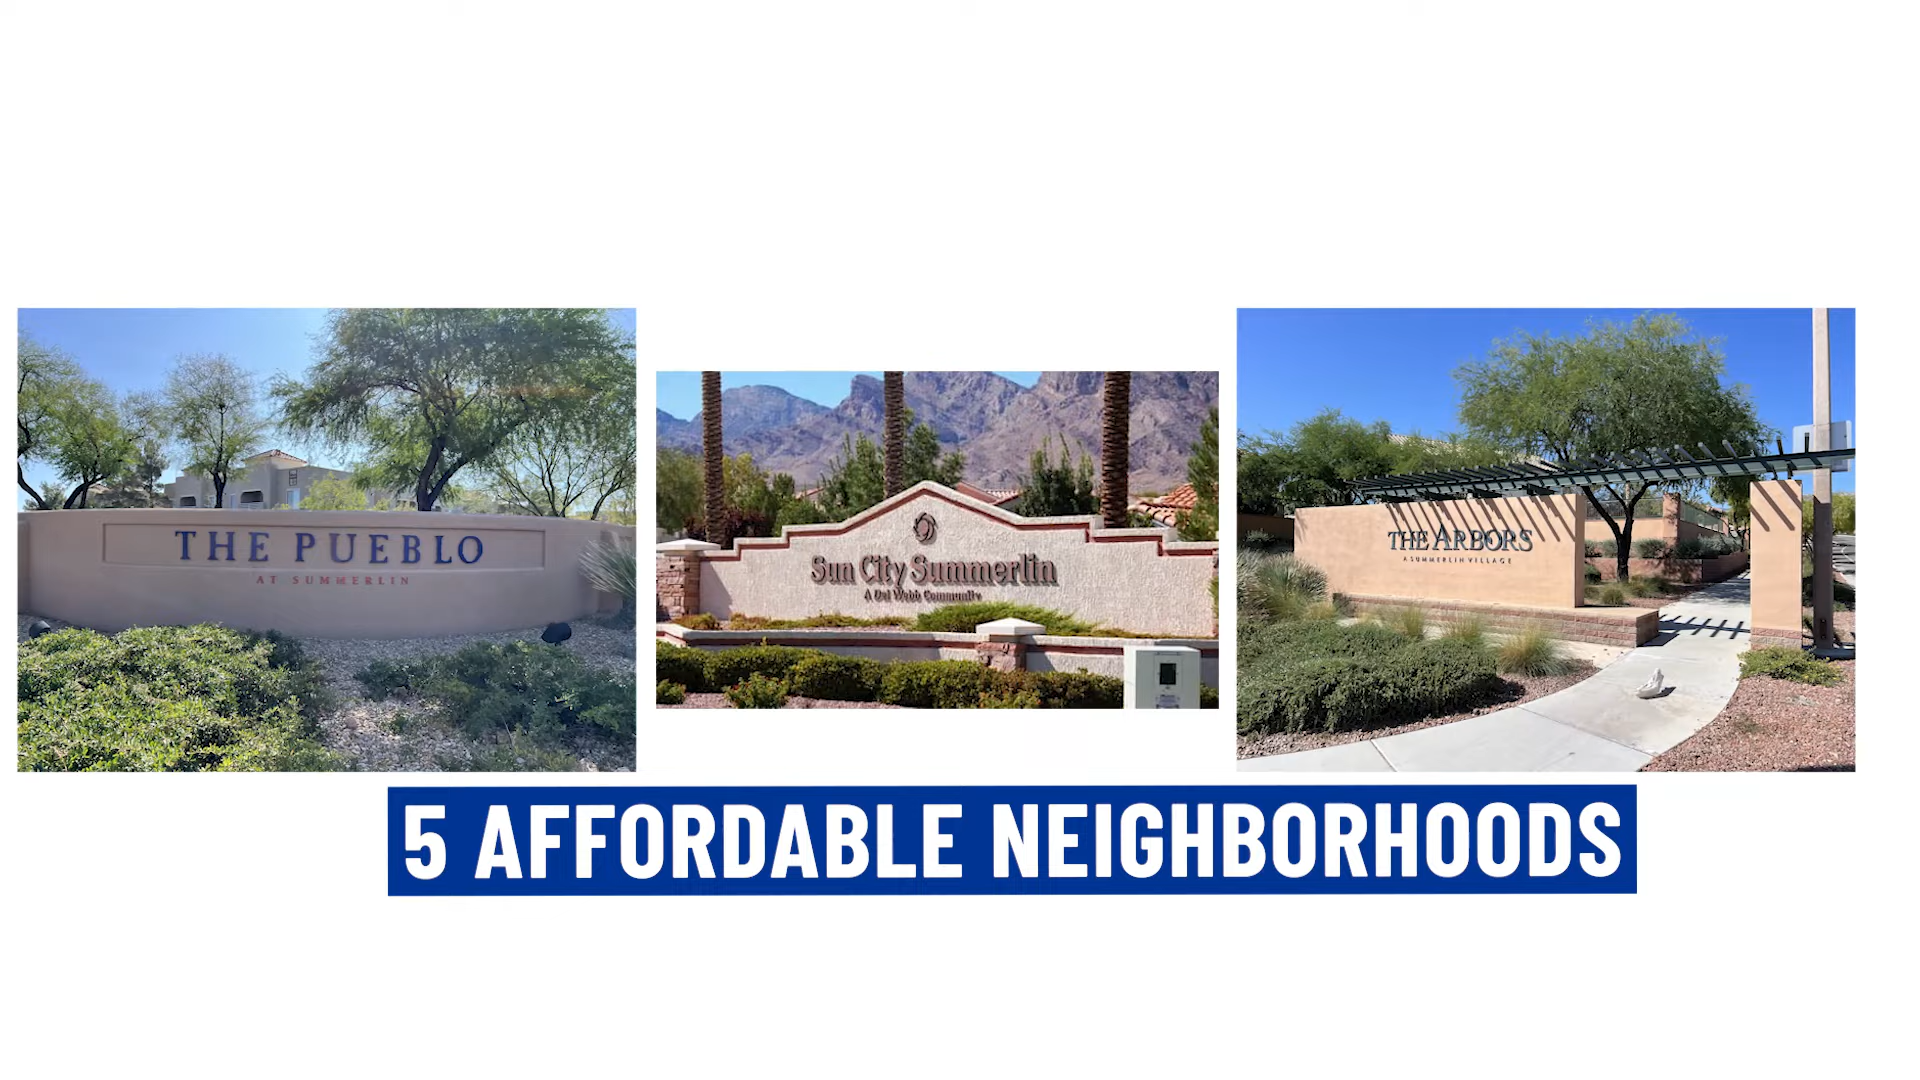 THE PUEBLO
AT SUMMERLIN
Sun City Summerlin
A Del Webb Community
THE ARBORS
A SUMMERLIN VILLAGE
5 AFFORDABLE NEIGHBORHOODS